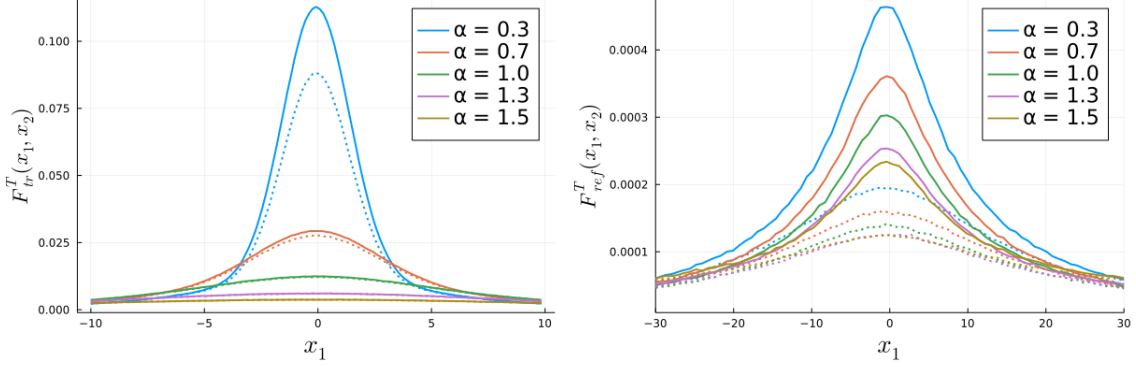 0.100
0.075
0.050
0.025
0.000
−10
−5
0
5
10
x₁
Fᵀₜᵣ(x₁, x₂)
α = 0.3
α = 0.7
α = 1.0
α = 1.3
α = 1.5
0.0004
0.0003
0.0002
0.0001
−30
−20
−10
0
10
20
30
x₁
Fᵀ_ref(x₁, x₂)
α = 0.3
α = 0.7
α = 1.0
α = 1.3
α = 1.5